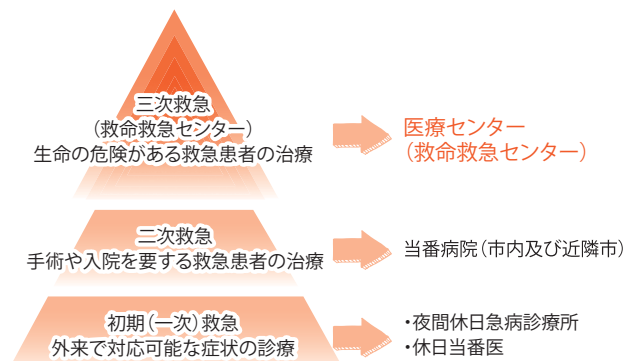 三次救急
（救命救急センター）
生命の危険がある救急患者の治療
医療センター
（救命救急センター）
二次救急
手術や入院を要する救急患者の治療
当番病院（市内及び近隣市）
初期（一次）救急
外来で対応可能な症状の診療
・夜間休日急病診療所
・休日当番医